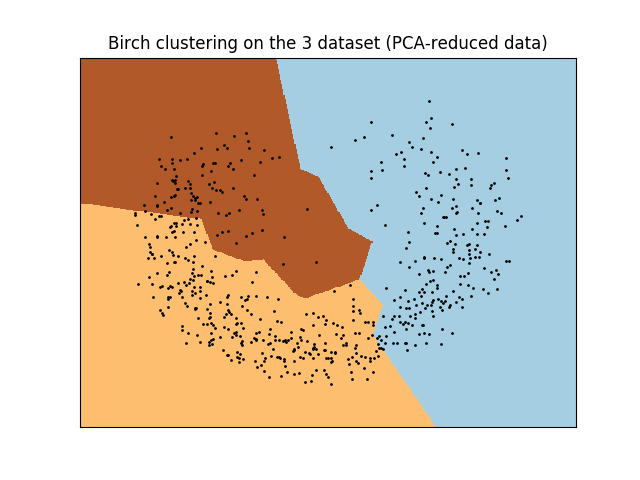 Birch clustering on the 3 dataset (PCA-reduced data)